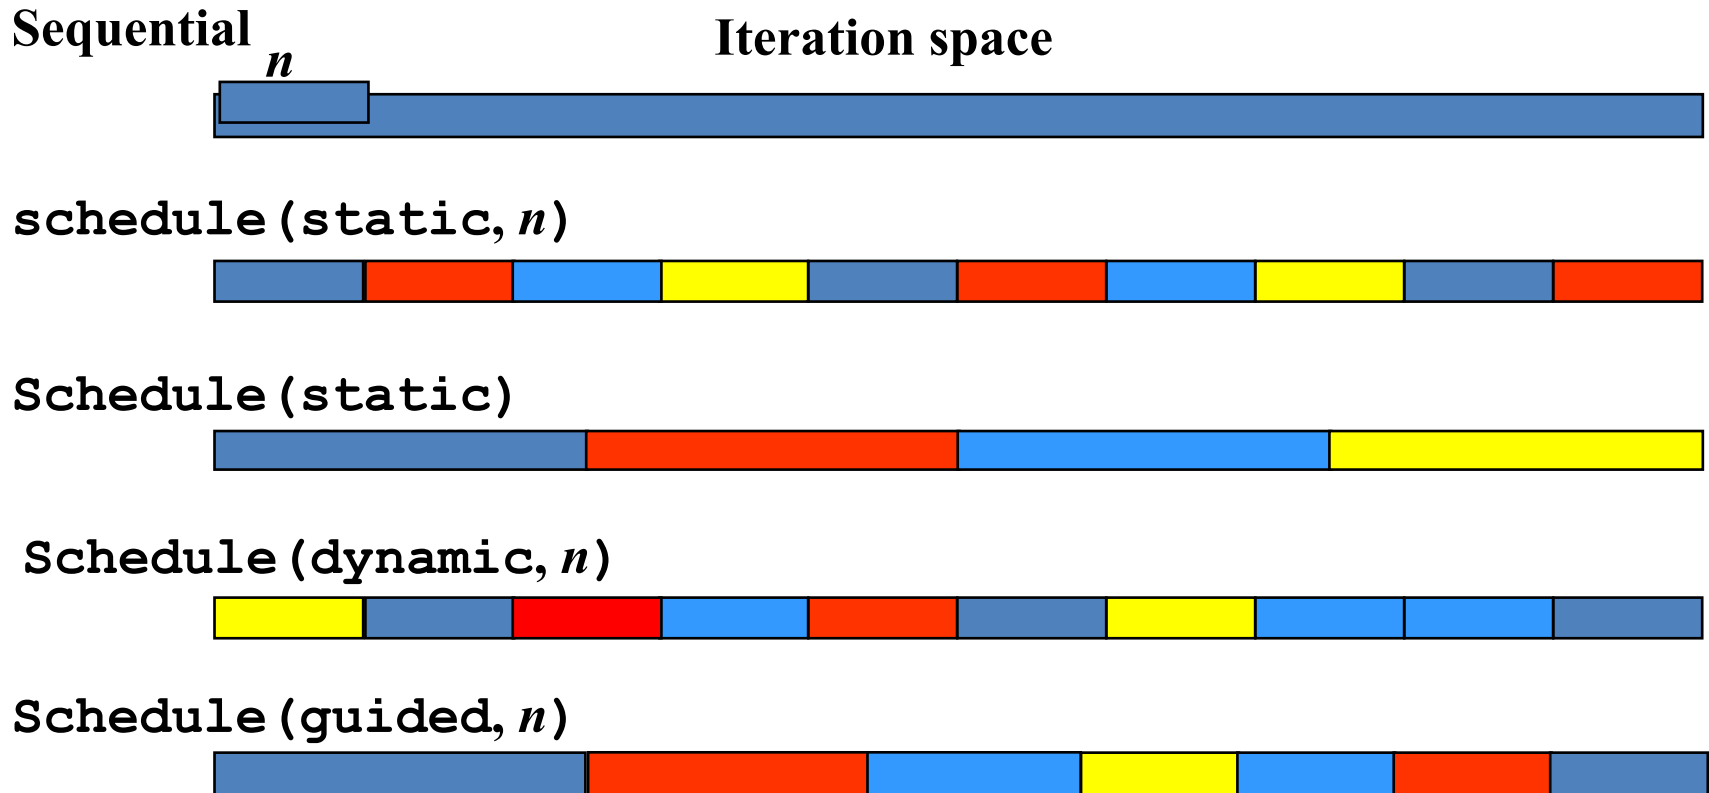 Sequential
n
Iteration space
schedule(static, n)
Schedule(static)
Schedule(dynamic, n)
Schedule(guided, n)